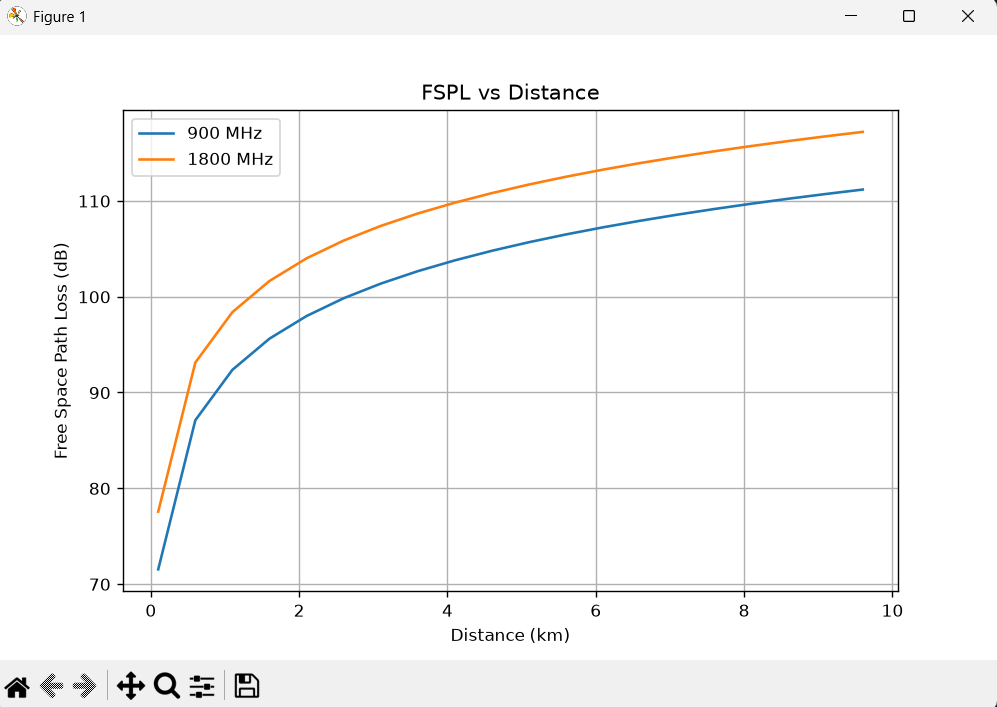 Figure 1
FSPL vs Distance
900 MHz
1800 MHz
110
100
90
80
70
Free Space Path Loss (dB)
0 2 4 6 8 10
Distance (km)